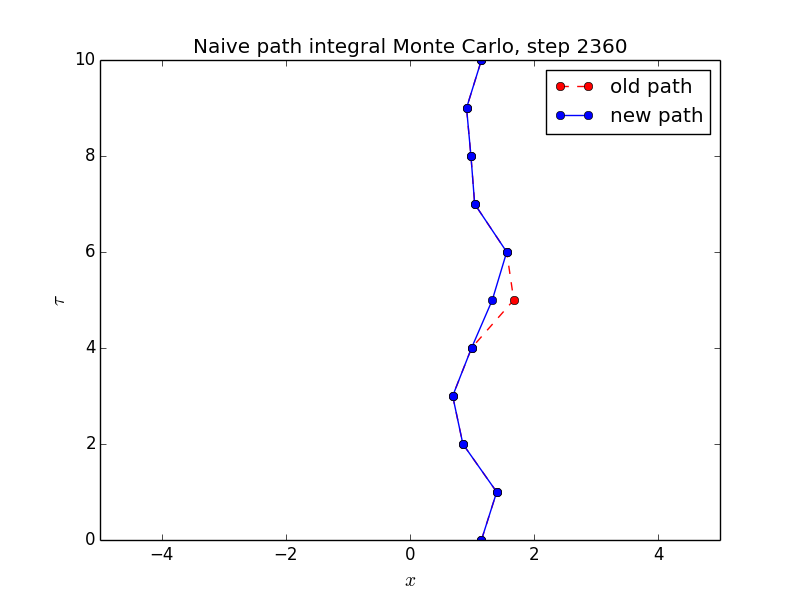 Naive path integral Monte Carlo, step 2360
old path
new path
10
8
6
4
2
0
τ
−4 −2 0 2 4
x